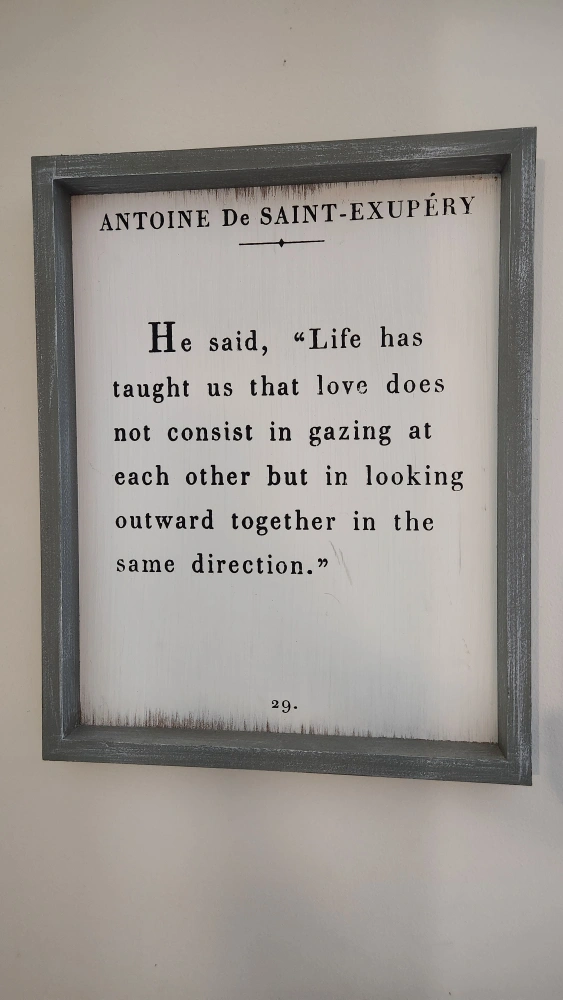 ANTOINE De SAINT-EXUPÉRY
He said, “Life has
taught us that love does
not consist in gazing at
each other but in looking
outward together in the
same direction.”
29.